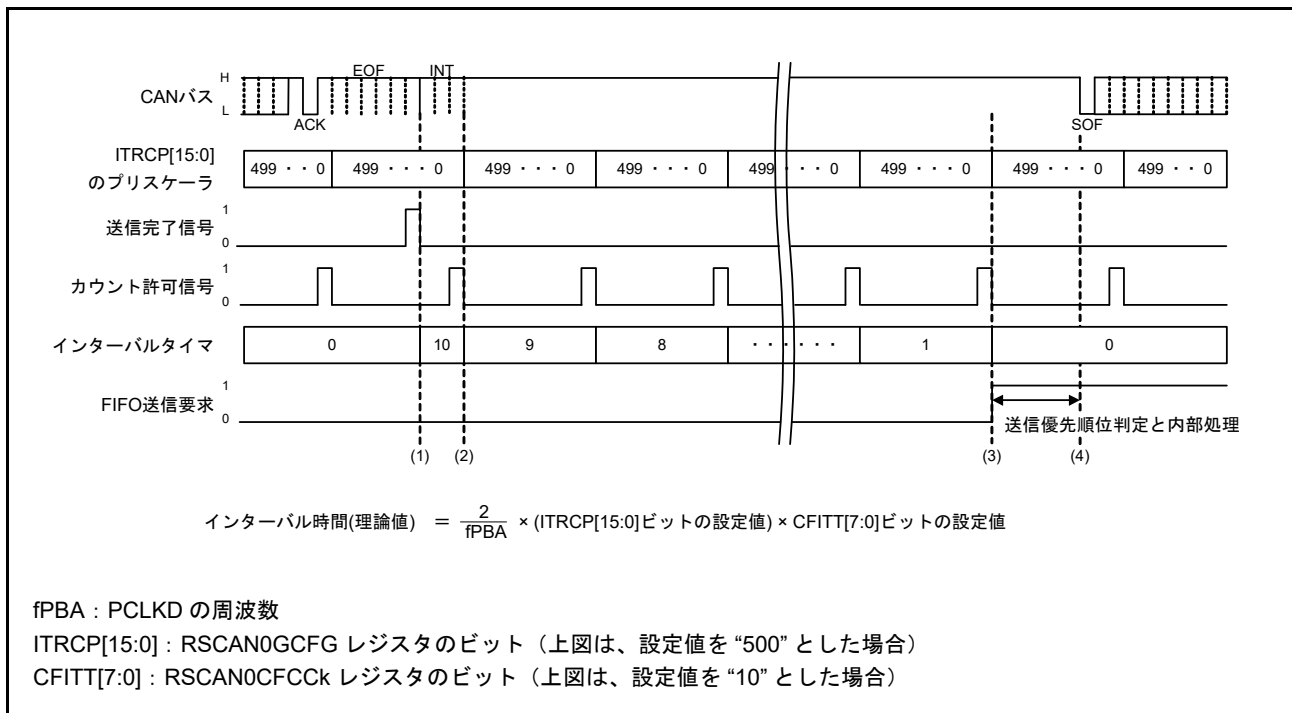 H
EOF
INT
CANバス
L
ACK
SOF
ITRCP[15:0]
のプリスケーラ
499・・0
499・・・0
499・・・0
499・・・0
499・・・0
499・・・0
499・・・0
499・・0
1
送信完了信号
0
1
カウント許可信号
0
インターバルタイマ
0
10
9
8
・・・・・・
1
0
1
FIFO送信要求
0
送信優先順位判定と内部処理
(1)
(2)
(3)
(4)
インターバル時間(理論値) = 2/fPBA × (ITRCP[15:0]ビットの設定値) × CFITT[7:0]ビットの設定値
fPBA：PCLKD の周波数
ITRCP[15:0]：RSCAN0GCFG レジスタのビット（上図は、設定値を “500” とした場合）
CFITT[7:0]：RSCAN0CFCCk レジスタのビット（上図は、設定値を “10” とした場合）